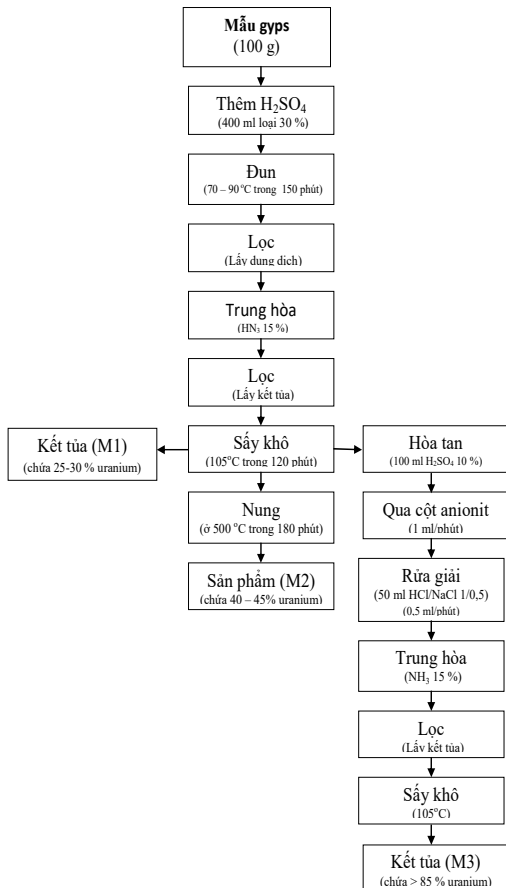 Mẫu gyps
(100 g)
Thêm H₂SO₄
(400 ml loại 30 %)
Đun
(70 – 90 °C trong 150 phút)
Lọc
(Lấy dung dịch)
Trung hòa
(HN₃ 15 %)
Lọc
(Lấy kết tủa)
Kết tủa (M1)
(chứa 25-30 % uranium)
Sấy khô
(105°C trong 120 phút)
Nung
(ở 500 °C trong 180 phút)
Sản phẩm (M2)
(chứa 40 – 45% uranium)
Hòa tan
(100 ml H₂SO₄ 10 %)
Qua cột anionit
(1 ml/phút)
Rửa giải
(50 ml HCl/NaCl 1/0,5)
(0,5 ml/phút)
Trung hòa
(NH₃ 15 %)
Lọc
(Lấy kết tủa)
Sấy khô
(105°C)
Kết tủa (M3)
(chứa > 85 % uranium)